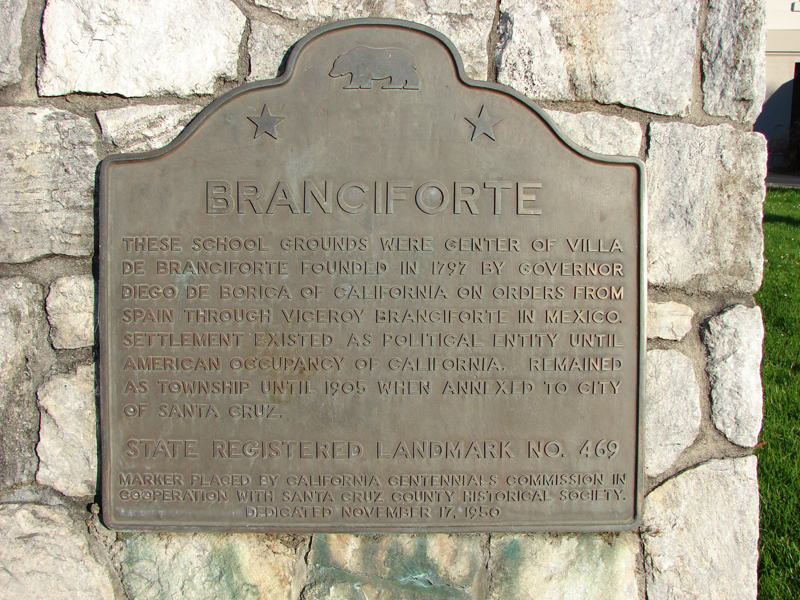 BRANCIFORTE
THESE SCHOOL GROUNDS WERE CENTER OF VILLA
DE BRANCIFORTE FOUNDED IN 1797 BY GOVERNOR
DIEGO DE BORICA OF CALIFORNIA ON ORDERS FROM
SPAIN THROUGH VICEROY BRANCIFORTE IN MEXICO.
SETTLEMENT EXISTED AS POLITICAL ENTITY UNTIL
AMERICAN OCCUPANCY OF CALIFORNIA. REMAINED
AS TOWNSHIP UNTIL 1905 WHEN ANNEXED TO CITY
OF SANTA CRUZ.
STATE REGISTERED LANDMARK NO. 469
MARKER PLACED BY CALIFORNIA CENTENNIALS COMMISSION IN
COOPERATION WITH SANTA CRUZ COUNTY HISTORICAL SOCIETY.
DEDICATED NOVEMBER 17, 1950